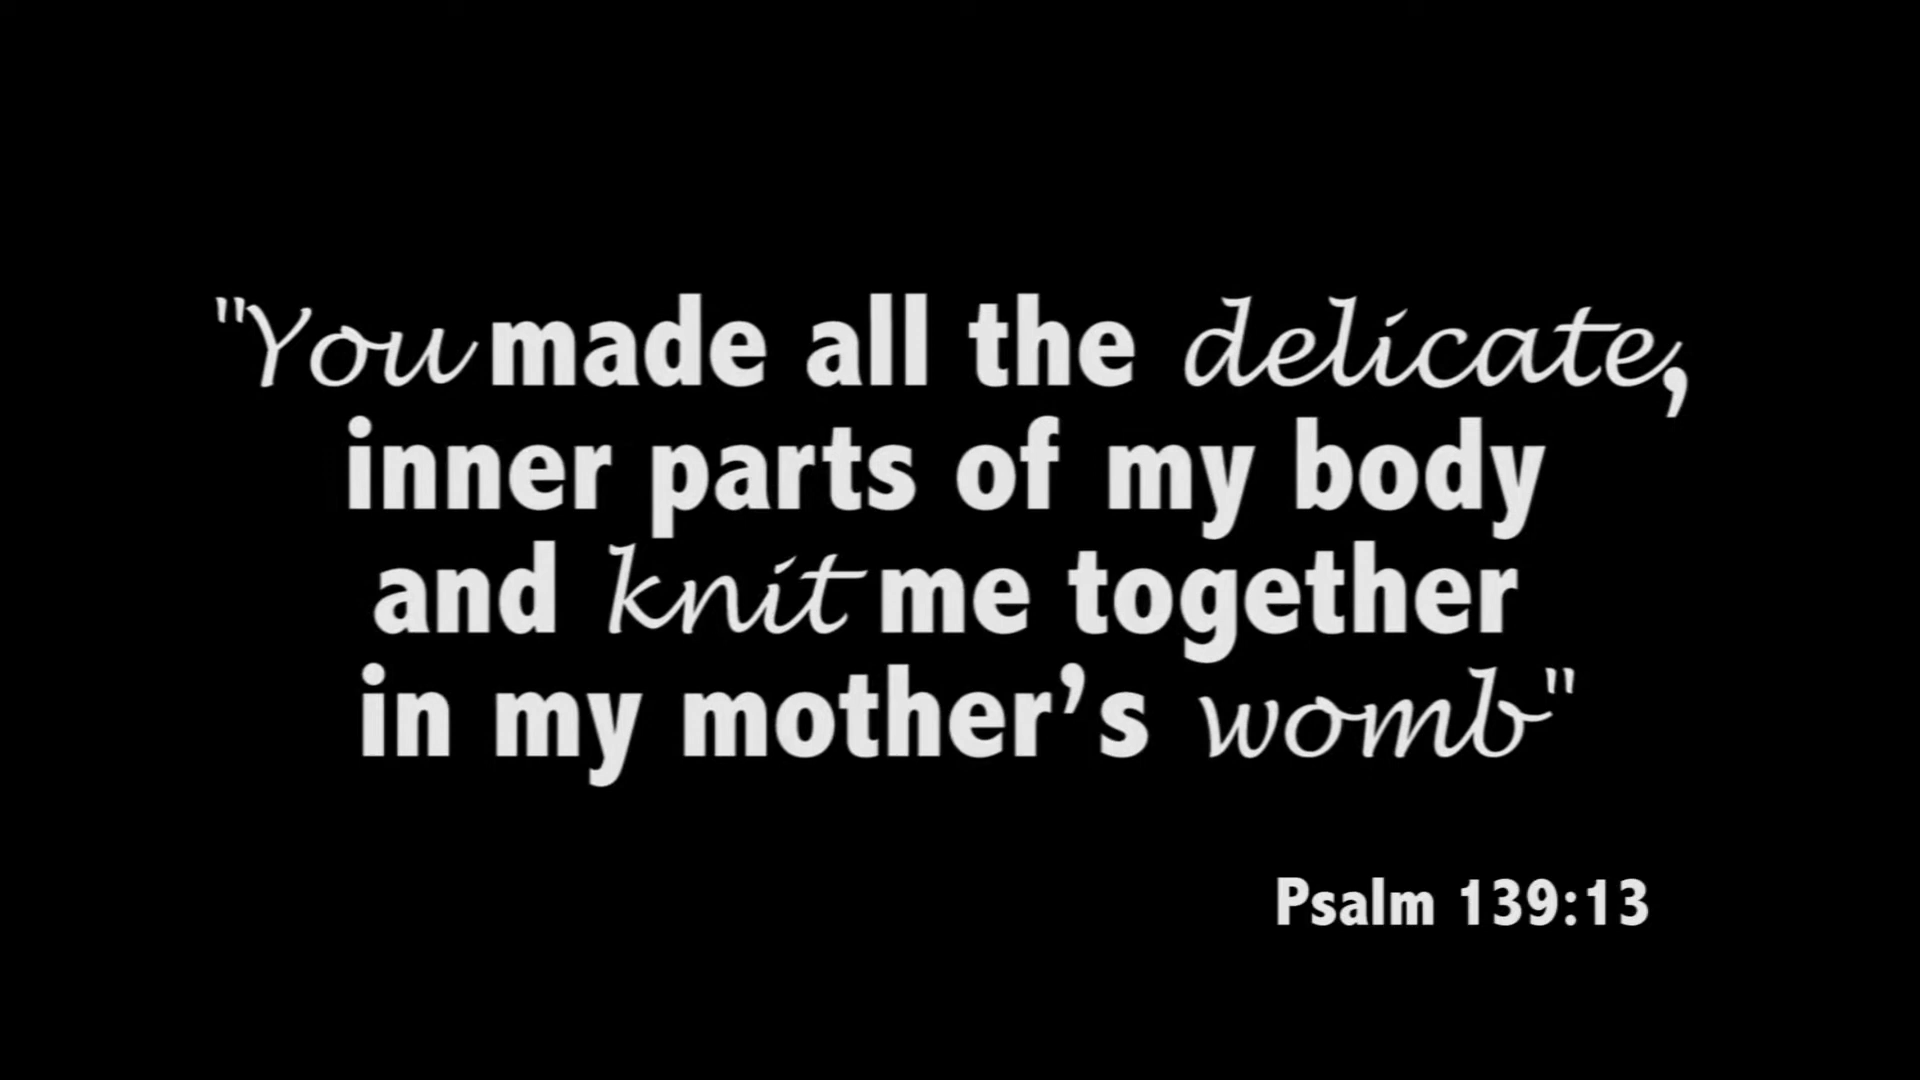 "You made all the delicate,
inner parts of my body
and knit me together
in my mother’s womb"
Psalm 139:13